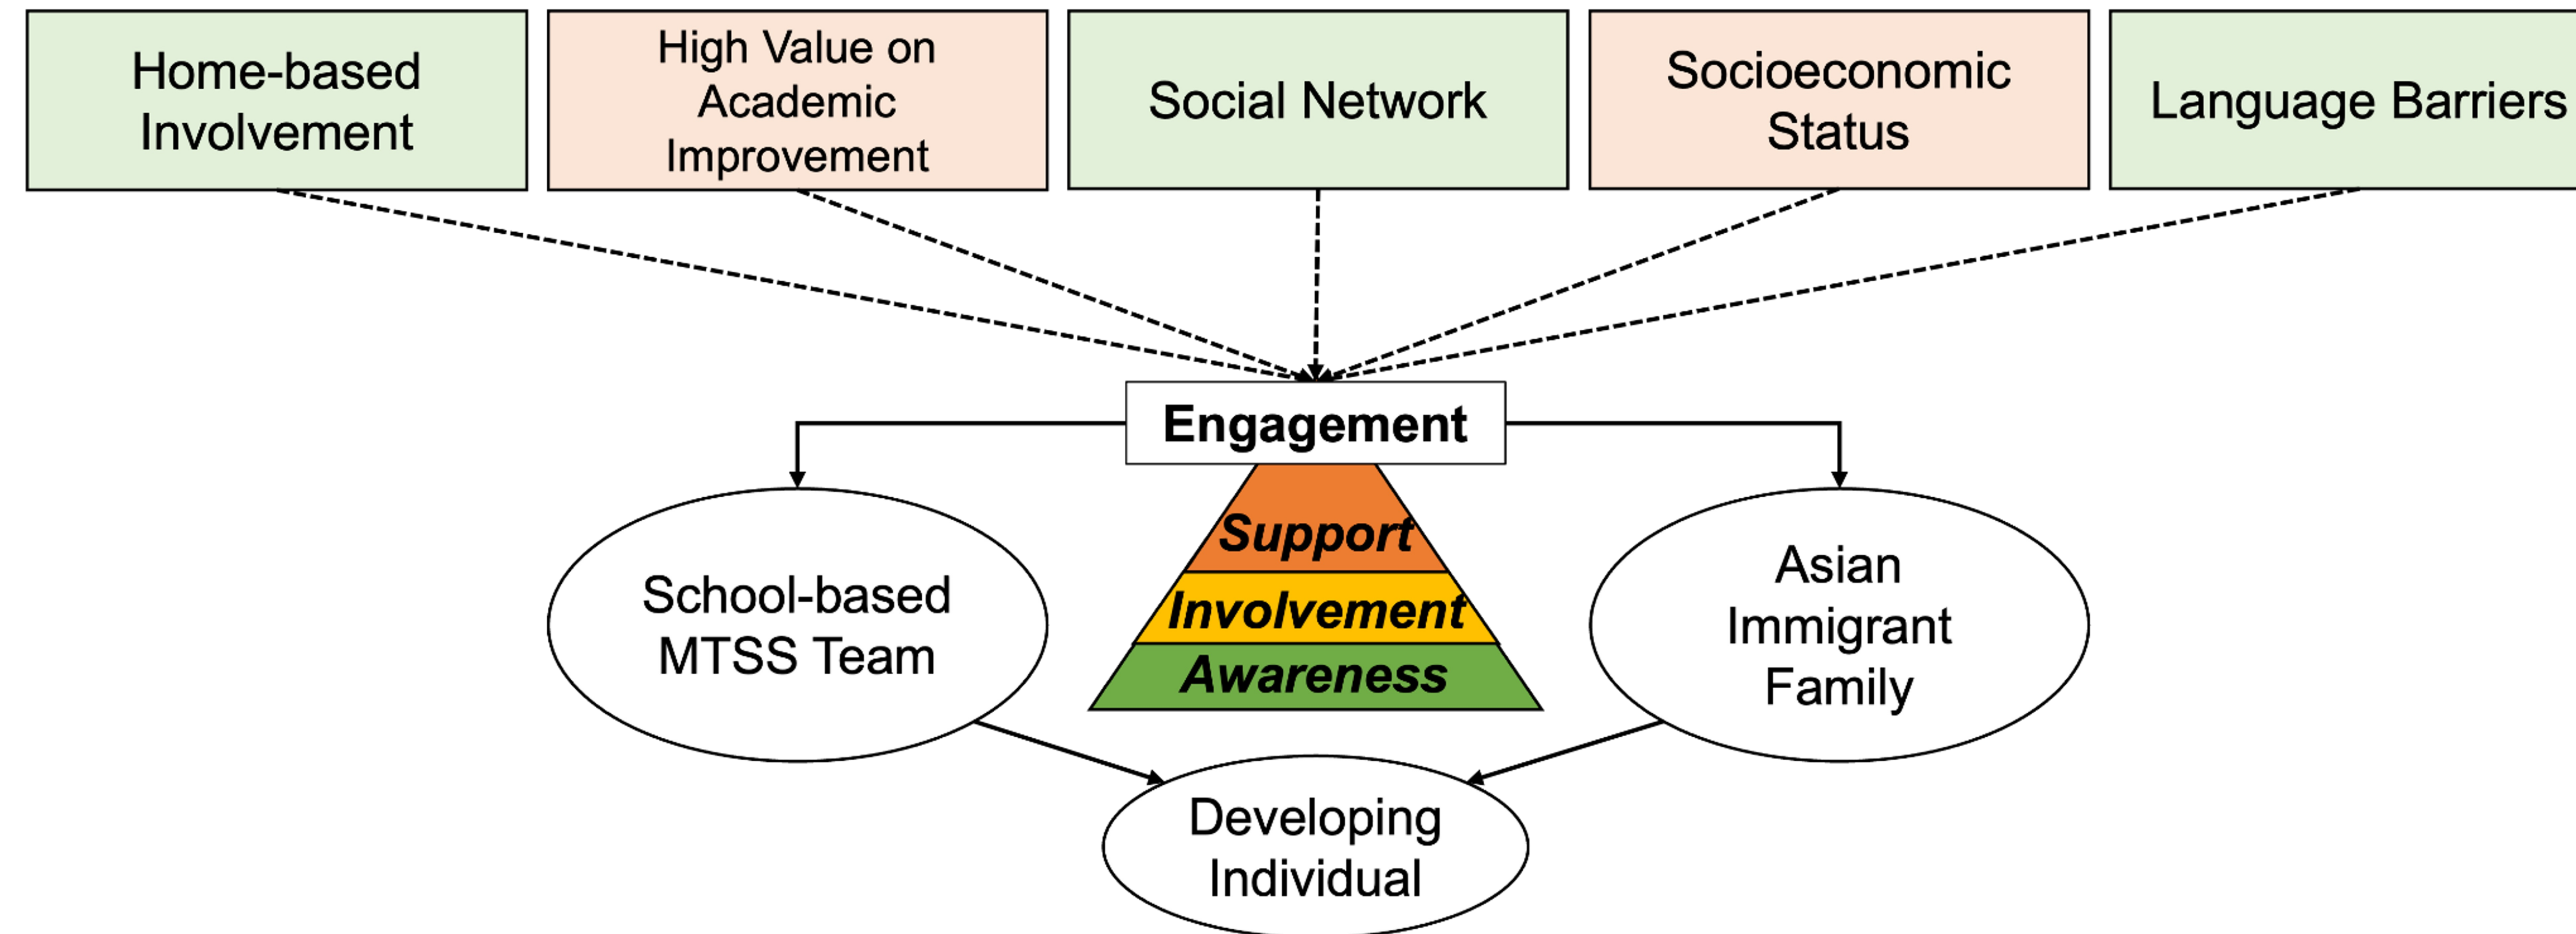 Home-based
Involvement
High Value on
Academic
Improvement
Social Network
Socioeconomic
Status
Language Barriers
Engagement
Support
Involvement
Awareness
School-based
MTSS Team
Asian
Immigrant
Family
Developing
Individual